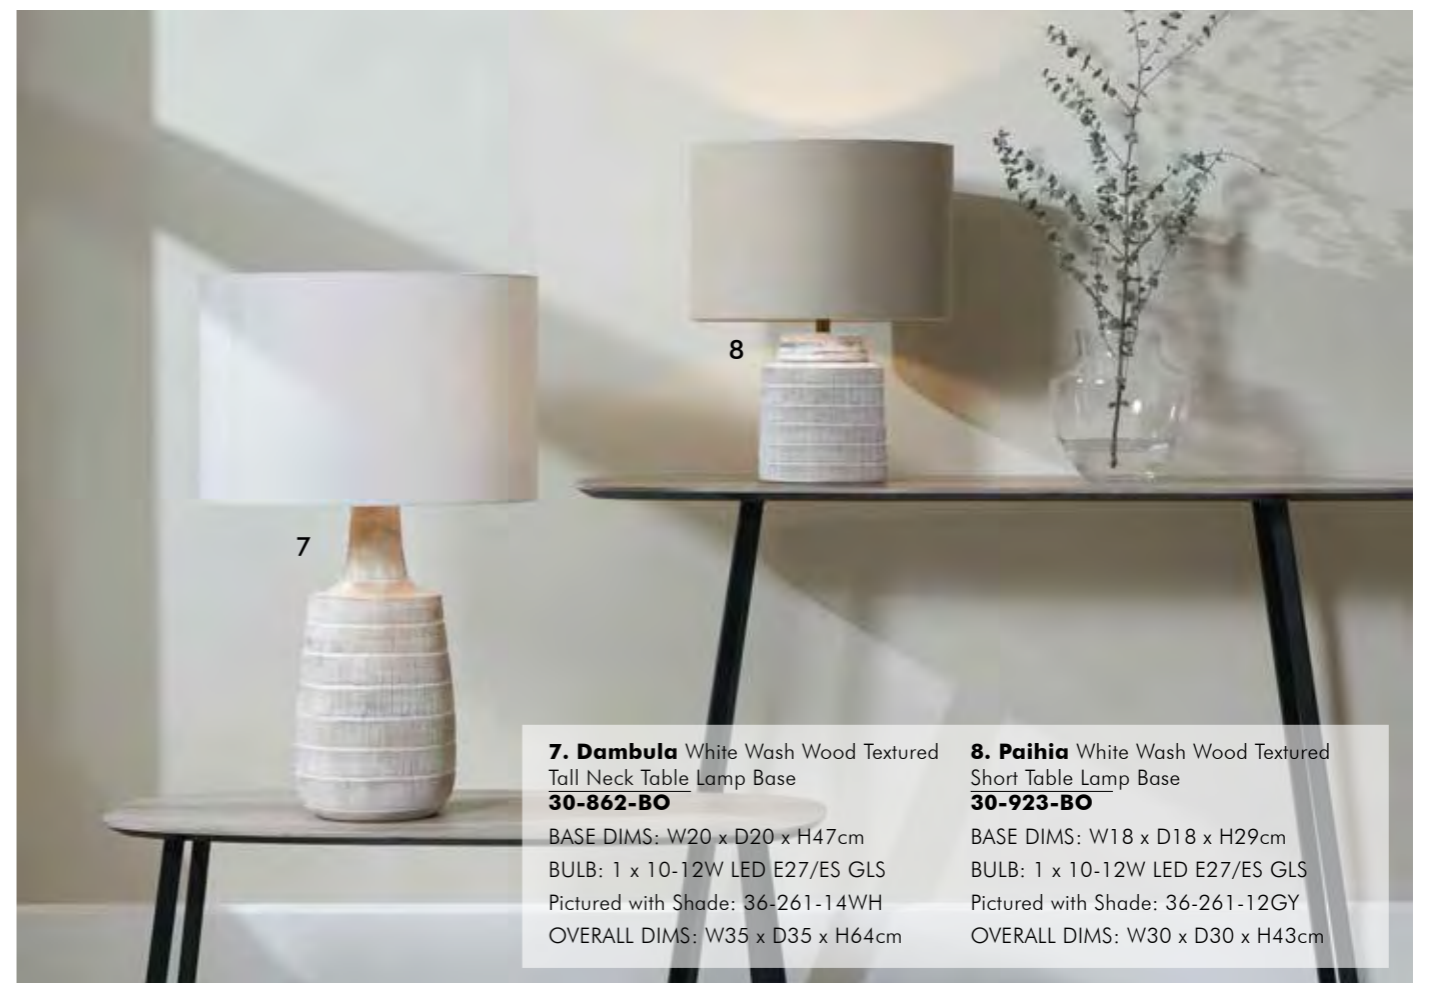 8
7
7. Dambula White Wash Wood Textured
Tall Neck Table Lamp Base
30-862-BO
BASE DIMS: W20 x D20 x H47cm
BULB: 1 x 10-12W LED E27/ES GLS
Pictured with Shade: 36-261-14WH
OVERALL DIMS: W35 x D35 x H64cm
8. Paihia White Wash Wood Textured
Short Table Lamp Base
30-923-BO
BASE DIMS: W18 x D18 x H29cm
BULB: 1 x 10-12W LED E27/ES GLS
Pictured with Shade: 36-261-12GY
OVERALL DIMS: W30 x D30 x H43cm